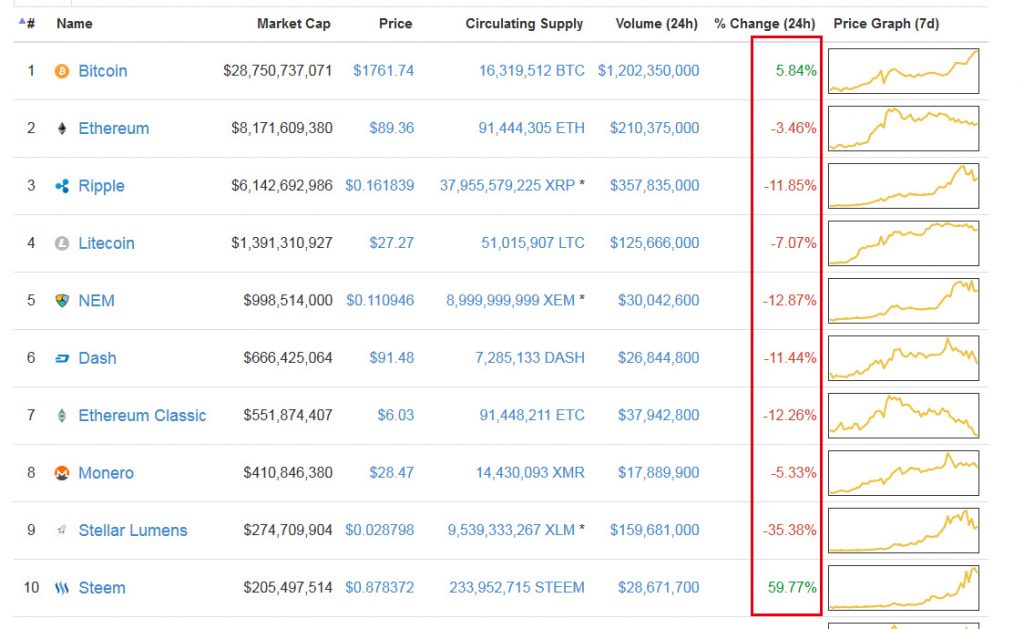 # Name Market Cap Price Circulating Supply Volume (24h) % Change (24h) Price Graph (7d)
1 Bitcoin $28,750,737,071 $1761.74 16,319,512 BTC $1,202,350,000 5.84%
2 Ethereum $8,171,609,380 $89.36 91,444,305 ETH $210,375,000 -3.46%
3 Ripple $6,142,692,986 $0.161839 37,955,579,225 XRP * $357,835,000 -11.85%
4 Litecoin $1,391,310,927 $27.27 51,015,907 LTC $125,666,000 -7.07%
5 NEM $998,514,000 $0.110946 8,999,999,999 XEM * $30,042,600 -12.87%
6 Dash $666,425,064 $91.48 7,285,133 DASH $26,844,800 -11.44%
7 Ethereum Classic $551,874,407 $6.03 91,448,211 ETC $37,942,800 -12.26%
8 Monero $410,846,380 $28.47 14,430,093 XMR $17,889,900 -5.33%
9 Stellar Lumens $274,709,904 $0.028798 9,539,333,267 XLM * $159,681,000 -35.38%
10 Steem $205,497,514 $0.878372 233,952,715 STEEM $28,671,700 59.77%